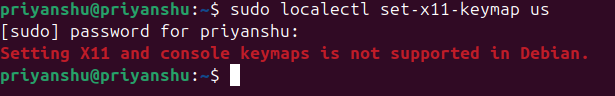 priyanshu@priyanshu:~$ sudo localectl set-x11-keymap us
[sudo] password for priyanshu:
Setting X11 and console keymaps is not supported in Debian.
priyanshu@priyanshu:~$